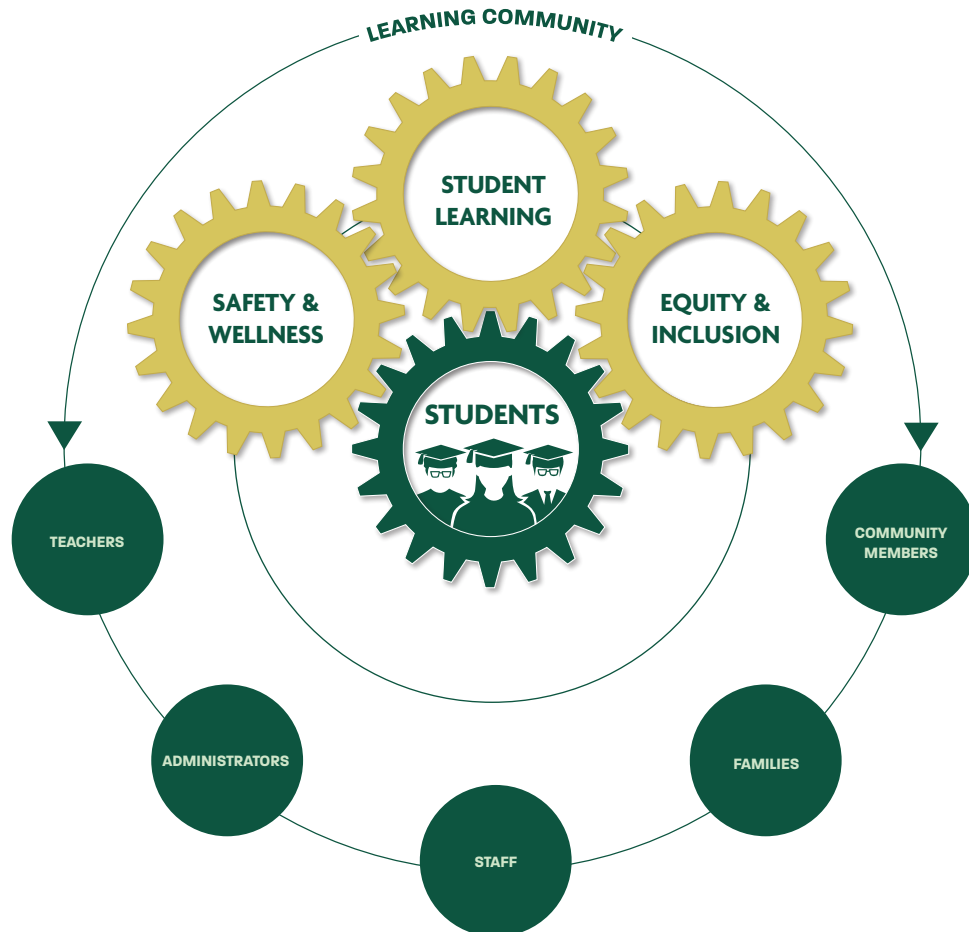 LEARNING COMMUNITY
STUDENT
LEARNING
SAFETY &
WELLNESS
EQUITY &
INCLUSION
STUDENTS
TEACHERS
COMMUNITY
MEMBERS
ADMINISTRATORS
FAMILIES
STAFF